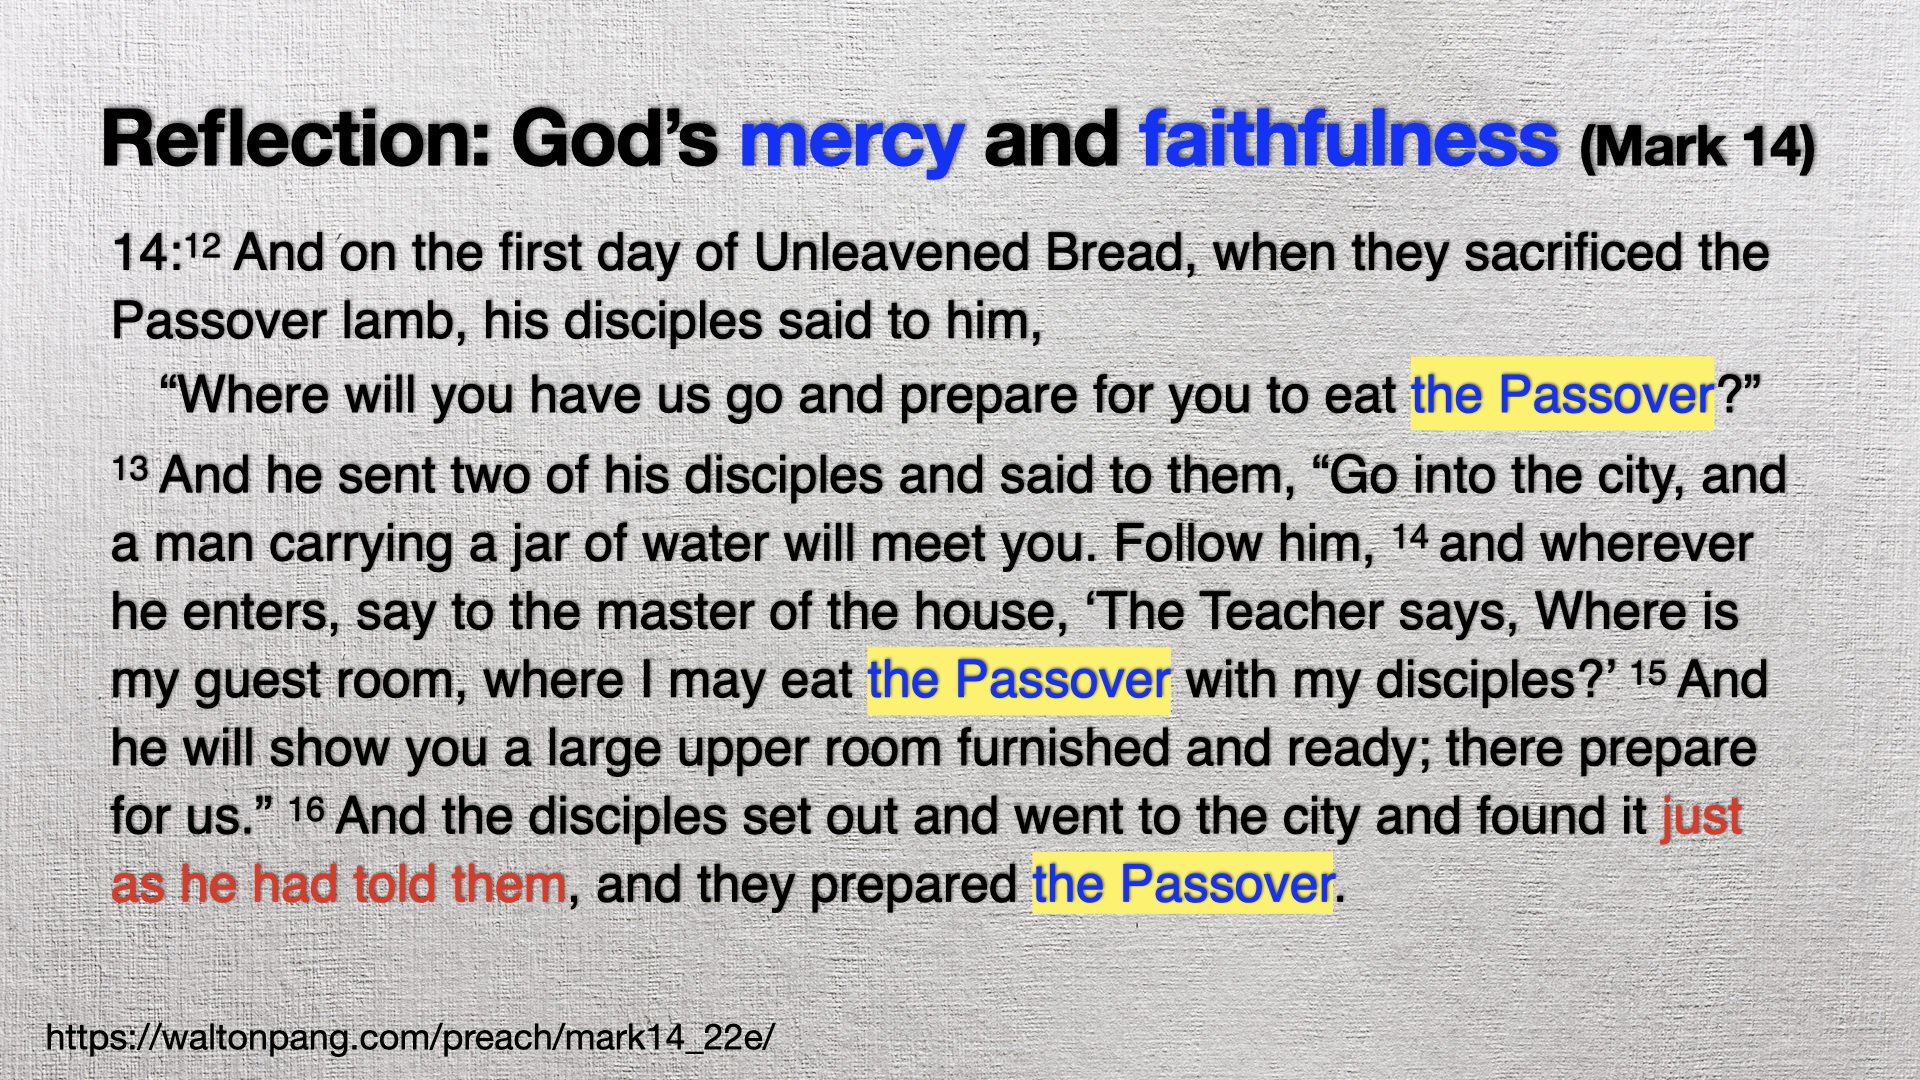 Reflection: God’s mercy and faithfulness (Mark 14)
14:12 And on the first day of Unleavened Bread, when they sacrificed the
Passover lamb, his disciples said to him,
“Where will you have us go and prepare for you to eat the Passover?”
13 And he sent two of his disciples and said to them, “Go into the city, and
a man carrying a jar of water will meet you. Follow him, 14 and wherever
he enters, say to the master of the house, ‘The Teacher says, Where is
my guest room, where I may eat the Passover with my disciples?’ 15 And
he will show you a large upper room furnished and ready; there prepare
for us.” 16 And the disciples set out and went to the city and found it just
as he had told them, and they prepared the Passover.
https://waltonpang.com/preach/mark14_22e/